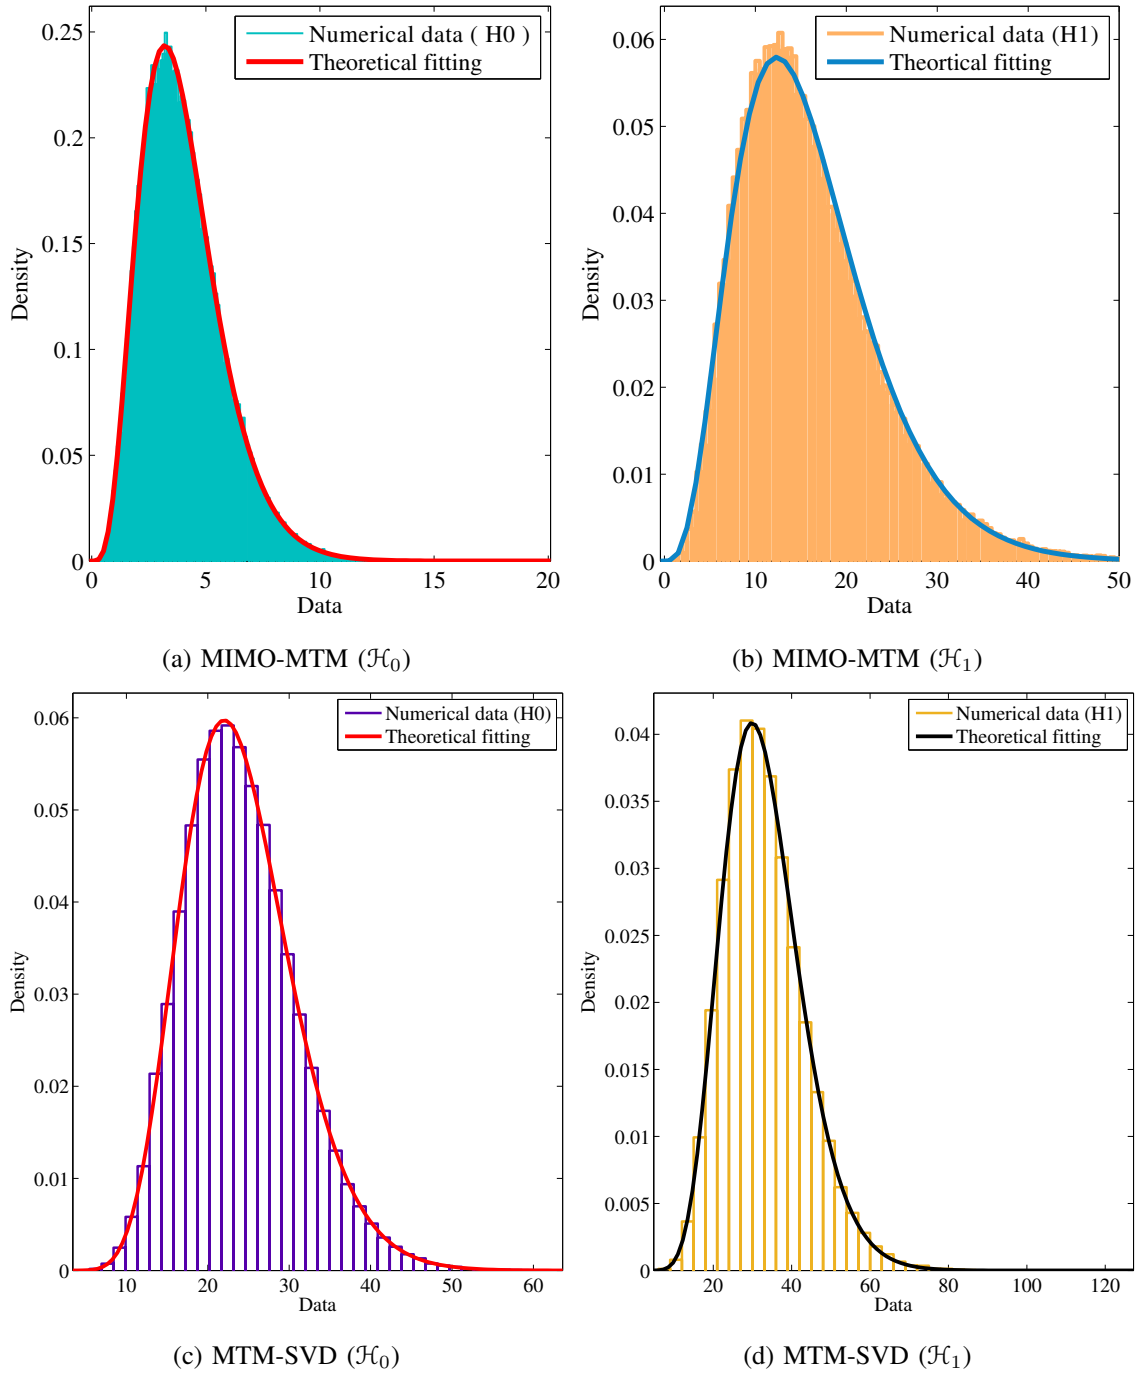 0.25
0.2
0.15
0.1
0.05
0
Density
Numerical data ( H0 )
Theoretical fitting
0 5 10 15 20
Data
(a) MIMO-MTM (ℋ₀)
0.06
0.05
0.04
0.03
0.02
0.01
0
Density
Numerical data (H1)
Theortical fitting
0 10 20 30 40 50
Data
(b) MIMO-MTM (ℋ₁)
0.06
0.05
0.04
0.03
0.02
0.01
0
Density
Numerical data (H0)
Theoretical fitting
10 20 30 40 50 60
Data
(c) MTM-SVD (ℋ₀)
0.04
0.035
0.03
0.025
0.02
0.015
0.01
0.005
0
Density
Numerical data (H1)
Theoretical fitting
20 40 60 80 100 120
Data
(d) MTM-SVD (ℋ₁)